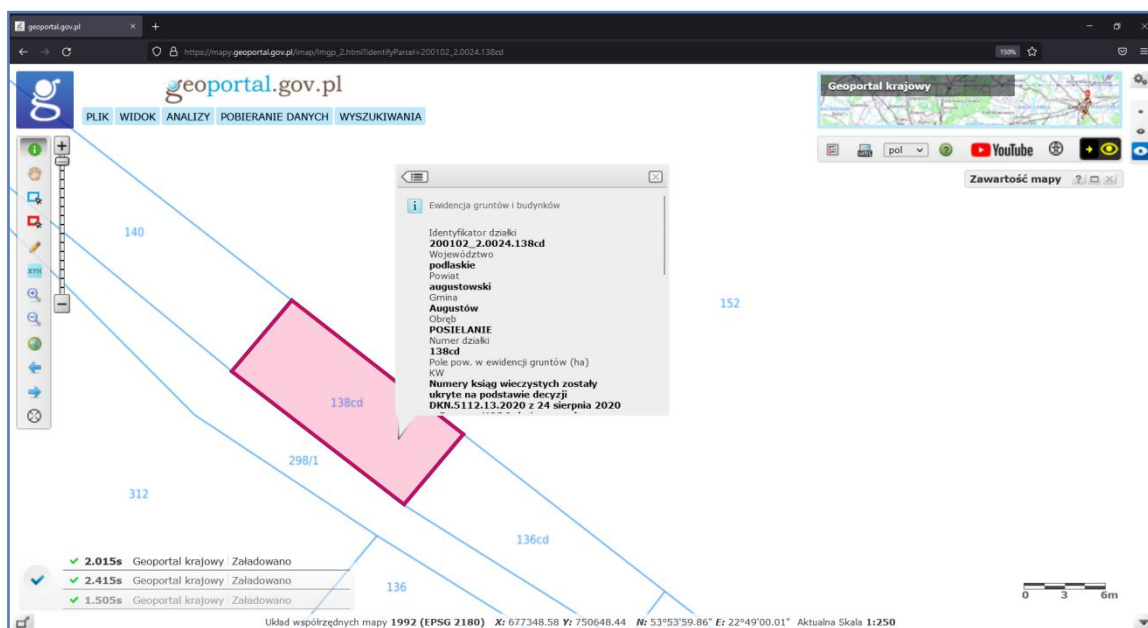 geoportal.gov.pl
https://mapy.geoportal.gov.pl/imap/Imgp_2.html?identifyParcel=200102_2.0024.138cd
150%
geoportal.gov.pl
PLIK WIDOK ANALIZY POBIERANIE DANYCH WYSZUKIWANIA
Geoportal krajowy
pol
YouTube
Zawartość mapy
XYH
140
152
138cd
298/1
312
136cd
136
Ewidencja gruntów i budynków
Identyfikator działki
200102_2.0024.138cd
Województwo
podlaskie
Powiat
augustowski
Gmina
Augustów
Obręb
POSIELANIE
Numer działki
138cd
Pole pow. w ewidencji gruntów (ha)
KW
Numery ksiąg wieczystych zostały
ukryte na podstawie decyzji
DKN.5112.13.2020 z 24 sierpnia 2020
2.015s Geoportal krajowy Załadowano
2.415s Geoportal krajowy Załadowano
1.505s Geoportal krajowy Załadowano
0 3 6m
Układ współrzędnych mapy 1992 (EPSG 2180) X: 677348.58 Y: 750648.44 N: 53°53'59.86" E: 22°49'00.01" Aktualna Skala 1:250